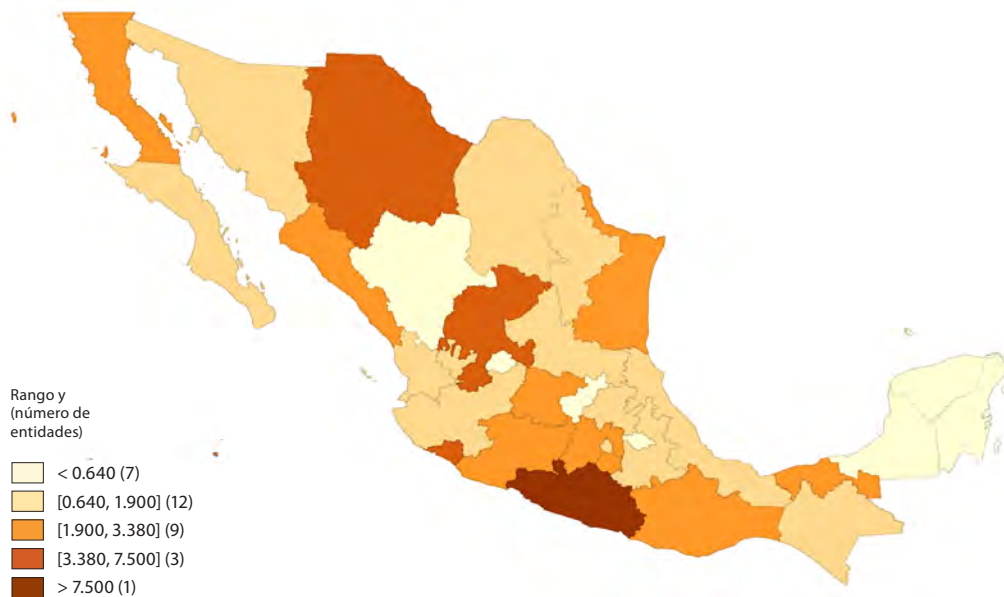 Rango y
(número de
entidades)
< 0.640 (7)
[0.640, 1.900] (12)
[1.900, 3.380] (9)
[3.380, 7.500] (3)
> 7.500 (1)